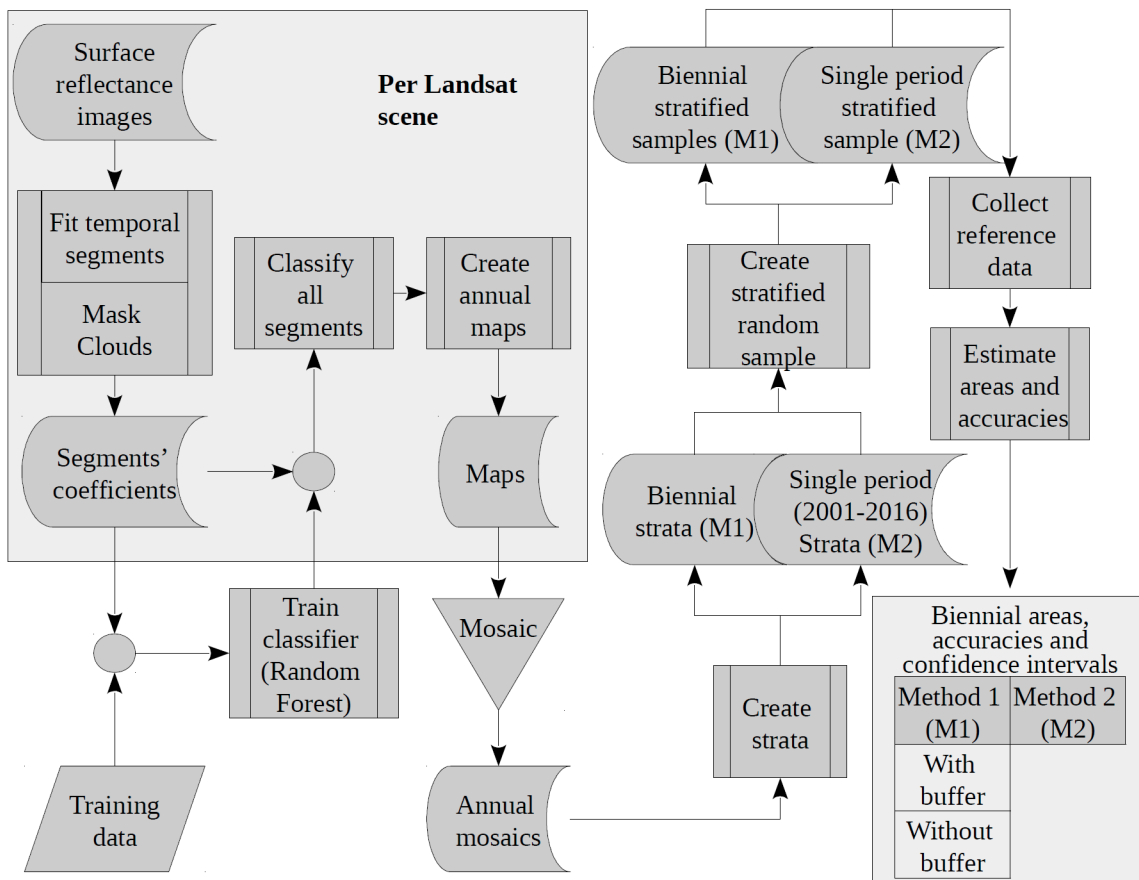 Surface
reflectance
images
Per Landsat
scene
Fit temporal
segments
Mask
Clouds
Classify
all
segments
Create
annual
maps
Segments’
coefficients
Maps
Train
classifier
(Random
Forest)
Mosaic
Training
data
Annual
mosaics
Biennial
stratified
samples (M1)
Single period
stratified
sample (M2)
Collect
reference
data
Create
stratified
random
sample
Estimate
areas and
accuracies
Biennial
strata (M1)
Single period
(2001-2016)
Strata (M2)
Create
strata
Biennial areas,
accuracies and
confidence intervals
Method 1
(M1)
Method 2
(M2)
With
buffer
Without
buffer